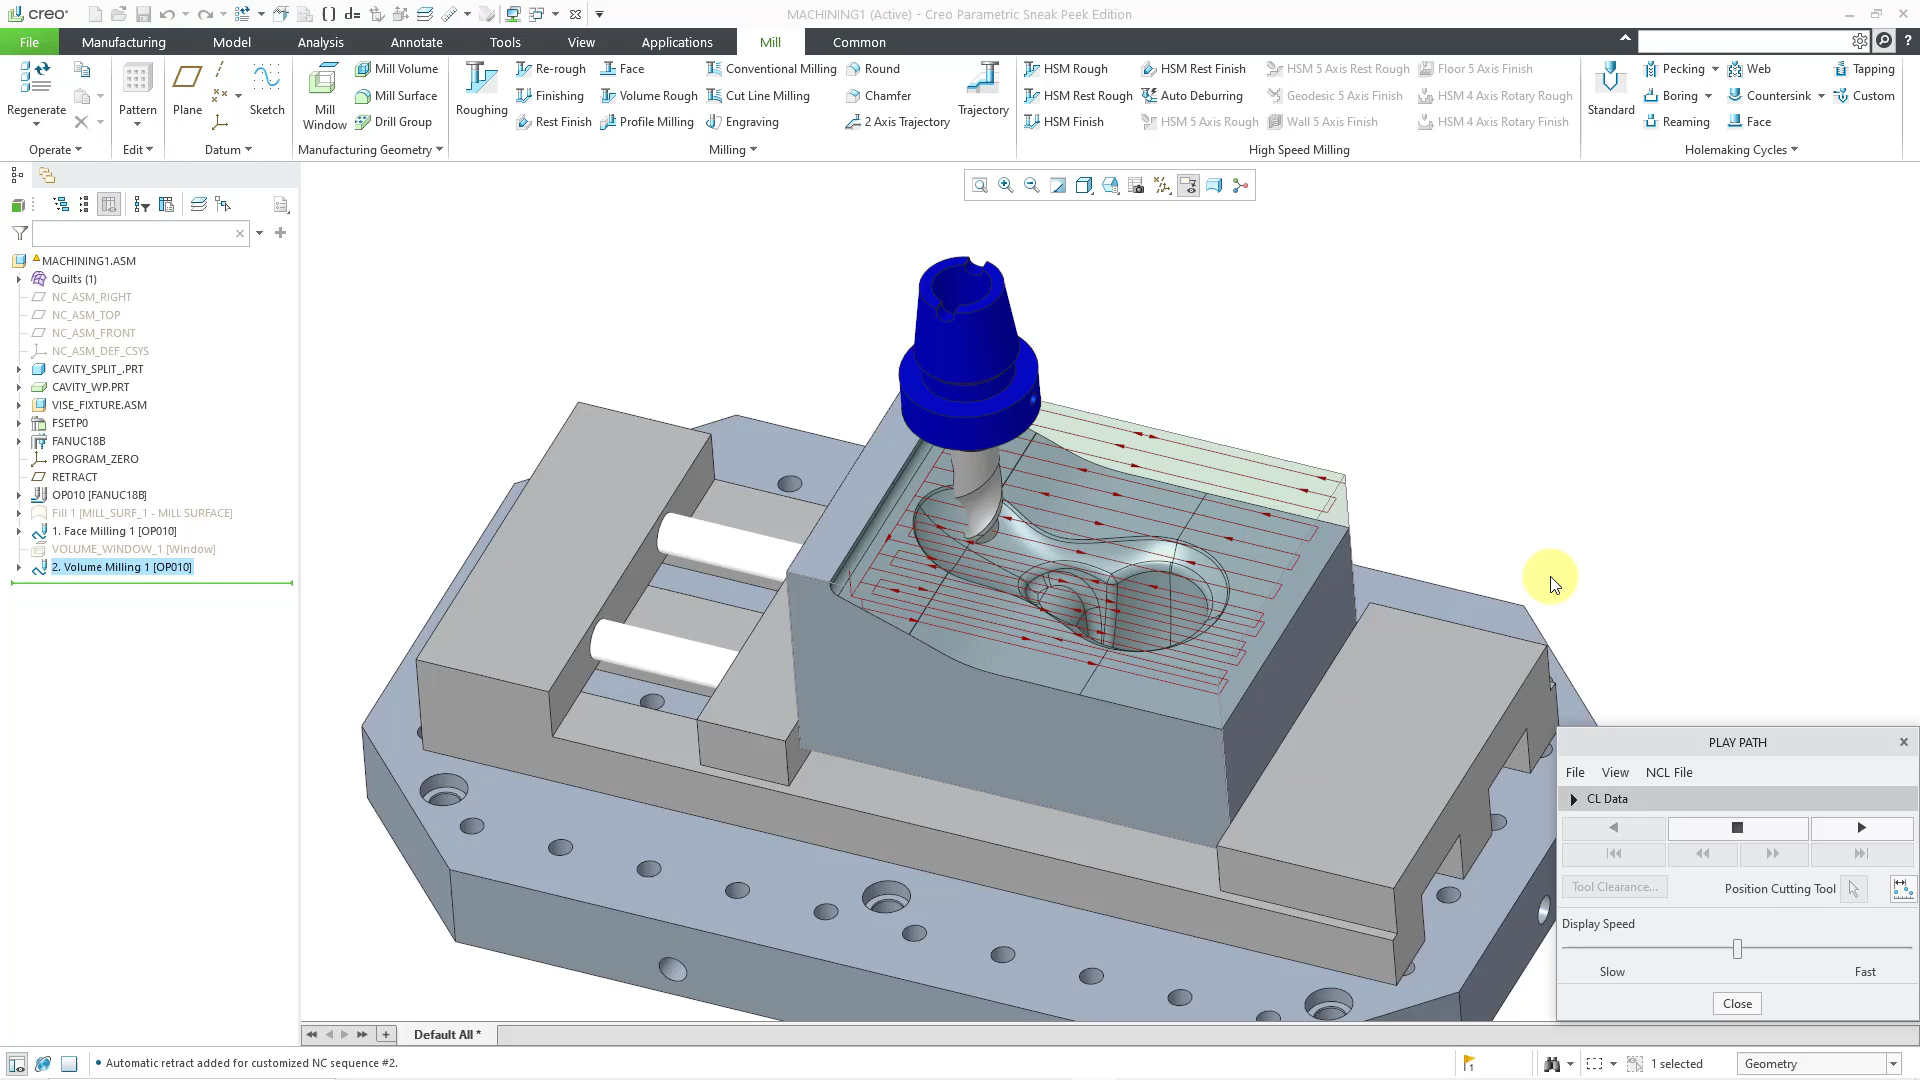 creo
d=
MACHINING1 (Active) - Creo Parametric Sneak Peek Edition
File Manufacturing Model Analysis Annotate Tools View Applications Mill Common
Regenerate
Operate
Pattern
Edit
Plane
Sketch
Datum
Mill Window
Mill Volume
Mill Surface
Drill Group
Manufacturing Geometry
Roughing
Re-rough
Finishing
Rest Finish
Face
Volume Rough
Profile Milling
Conventional Milling
Cut Line Milling
Engraving
Round
Chamfer
2 Axis Trajectory
Trajectory
Milling
HSM Rough
HSM Rest Rough
HSM Finish
HSM Rest Finish
Auto Deburring
HSM 5 Axis Rough
HSM 5 Axis Rest Rough
Geodesic 5 Axis Finish
Wall 5 Axis Finish
Floor 5 Axis Finish
HSM 4 Axis Rotary Rough
HSM 4 Axis Rotary Finish
High Speed Milling
Standard
Pecking
Boring
Reaming
Web
Countersink
Face
Tapping
Custom
Holemaking Cycles
MACHINING1.ASM
Quilts (1)
NC_ASM_RIGHT
NC_ASM_TOP
NC_ASM_FRONT
NC_ASM_DEF_CSYS
CAVITY_SPLIT_.PRT
CAVITY_WP.PRT
VISE_FIXTURE.ASM
FSETP0
FANUC18B
PROGRAM_ZERO
RETRACT
OP010 [FANUC18B]
Fill 1 [MILL_SURF_1 - MILL SURFACE]
1. Face Milling 1 [OP010]
VOLUME_WINDOW_1 [Window]
2. Volume Milling 1 [OP010]
PLAY PATH
File View NCL File
CL Data
Tool Clearance...
Position Cutting Tool
Display Speed
Slow Fast
Close
Default All *
Automatic retract added for customized NC sequence #2.
1
1 selected
Geometry